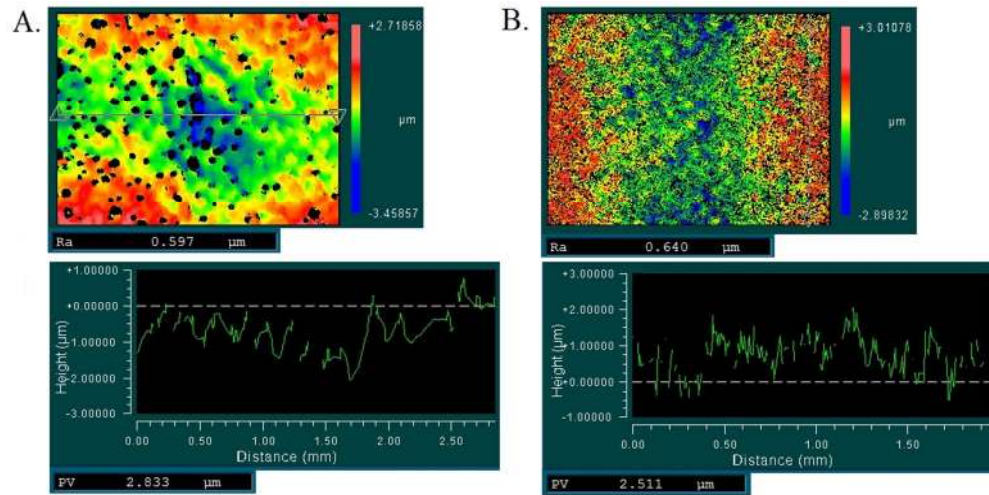 A.
+2.71858
µm
-3.45857
Ra 0.597 µm
+1.00000
+0.00000
-1.00000
-2.00000
-3.00000
Height (µm)
0.00 0.50 1.00 1.50 2.00 2.50
Distance (mm)
PV 2.833 µm
B.
+3.01078
µm
-2.89832
Ra 0.640 µm
+3.00000
+2.00000
+1.00000
+0.00000
-1.00000
Height (µm)
0.00 0.50 1.00 1.50
Distance (mm)
PV 2.511 µm